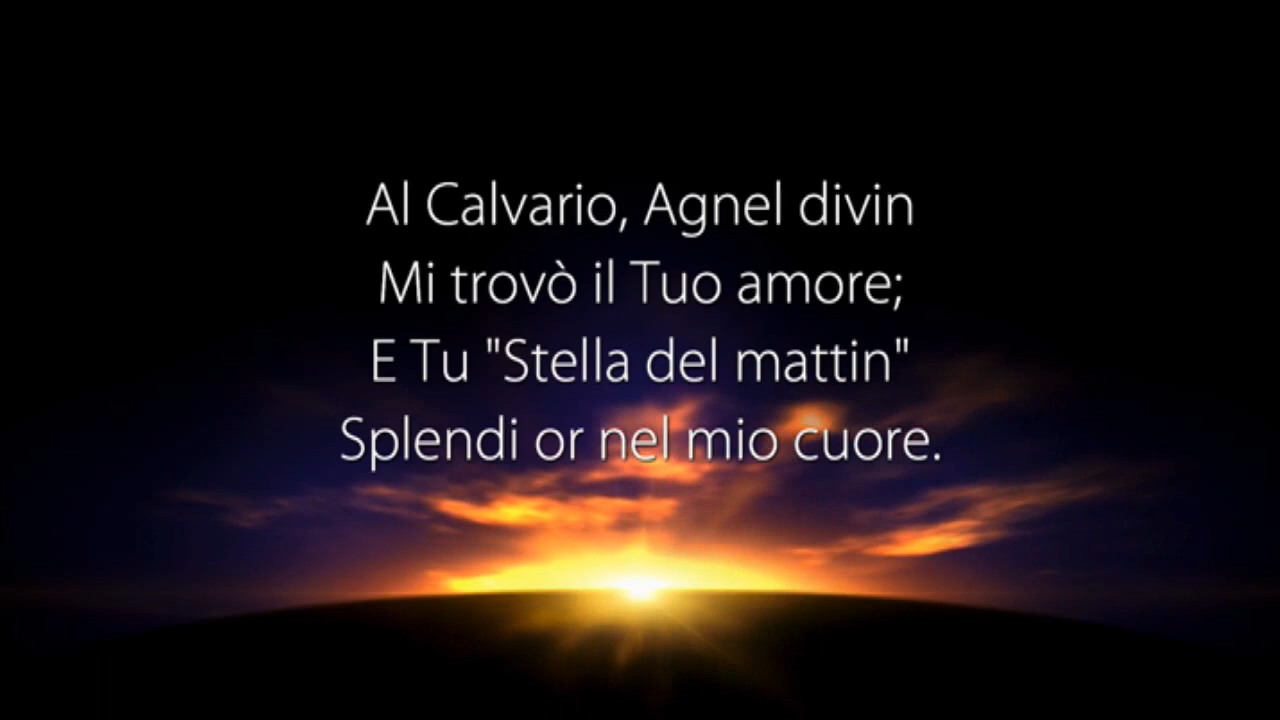 Al Calvario, Agnel divin
Mi trovò il Tuo amore;
E Tu "Stella del mattin"
Splendi or nel mio cuore.